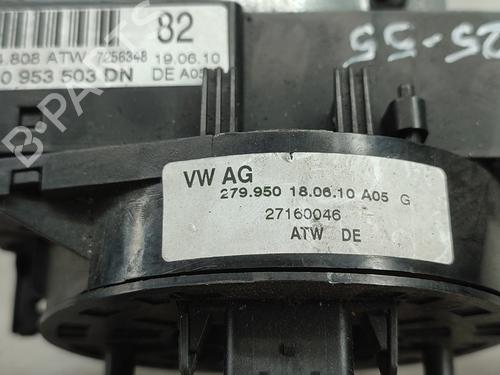 82
.808 ATW 7256348 19.06.10
0 953 503 DN DE A05
25-55
B-PARTS
VW AG
279.950 18.06.10 A05 G
27160046
ATW DE